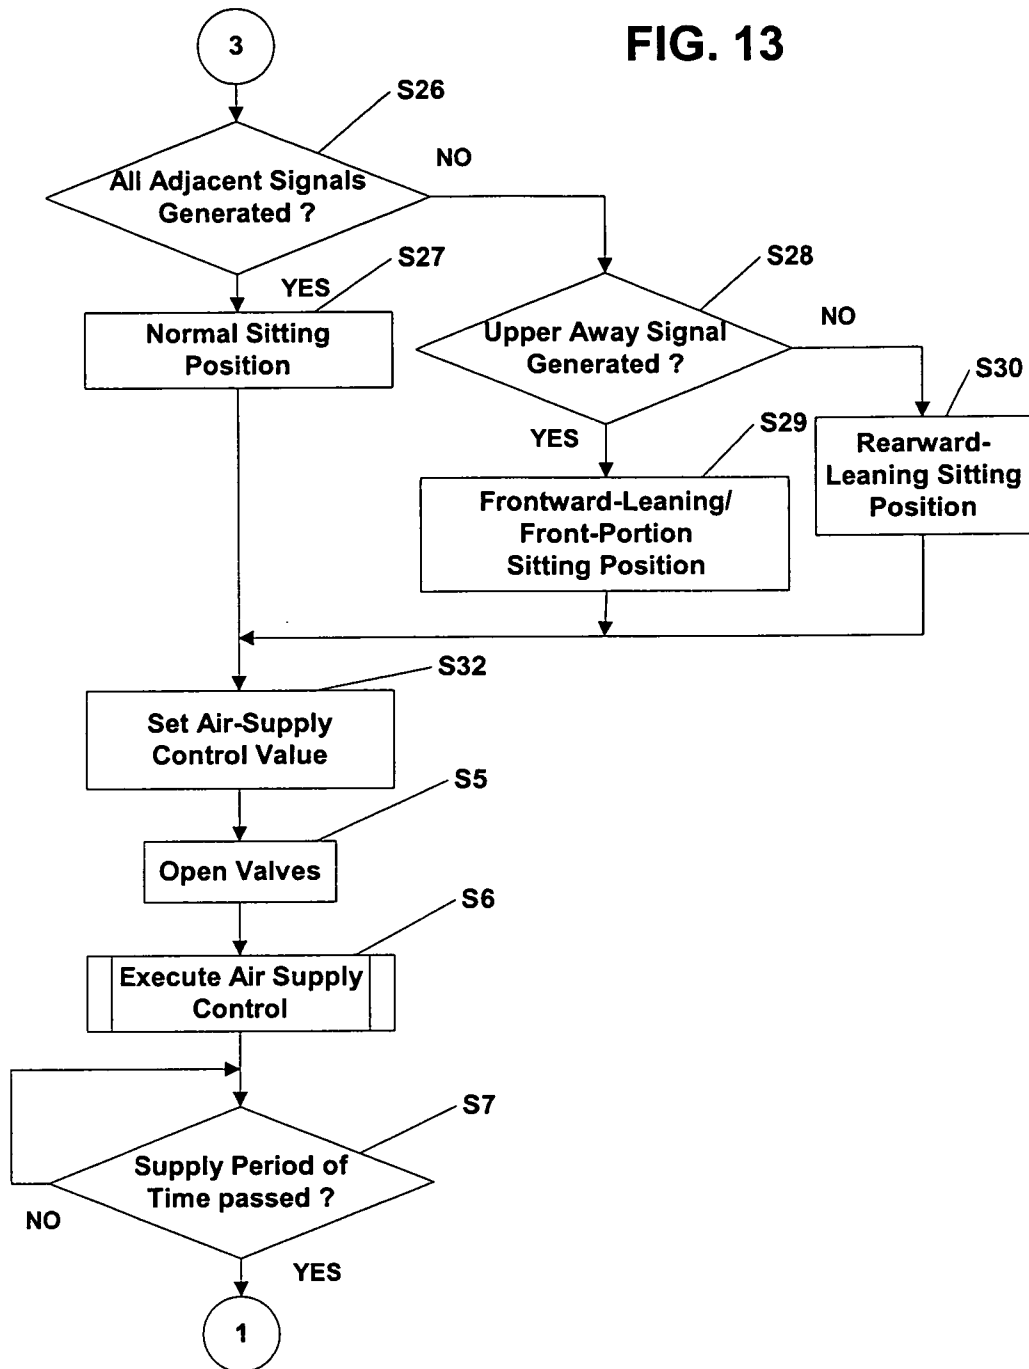 FIG. 13
3
S26
All Adjacent Signals
Generated ?
NO
YES
S27
Normal Sitting
Position
S28
Upper Away Signal
Generated ?
NO
YES
S29
Frontward-Leaning/
Front-Portion
Sitting Position
S30
Rearward-
Leaning Sitting
Position
S32
Set Air-Supply
Control Value
S5
Open Valves
S6
Execute Air Supply
Control
S7
Supply Period of
Time passed ?
NO
YES
1